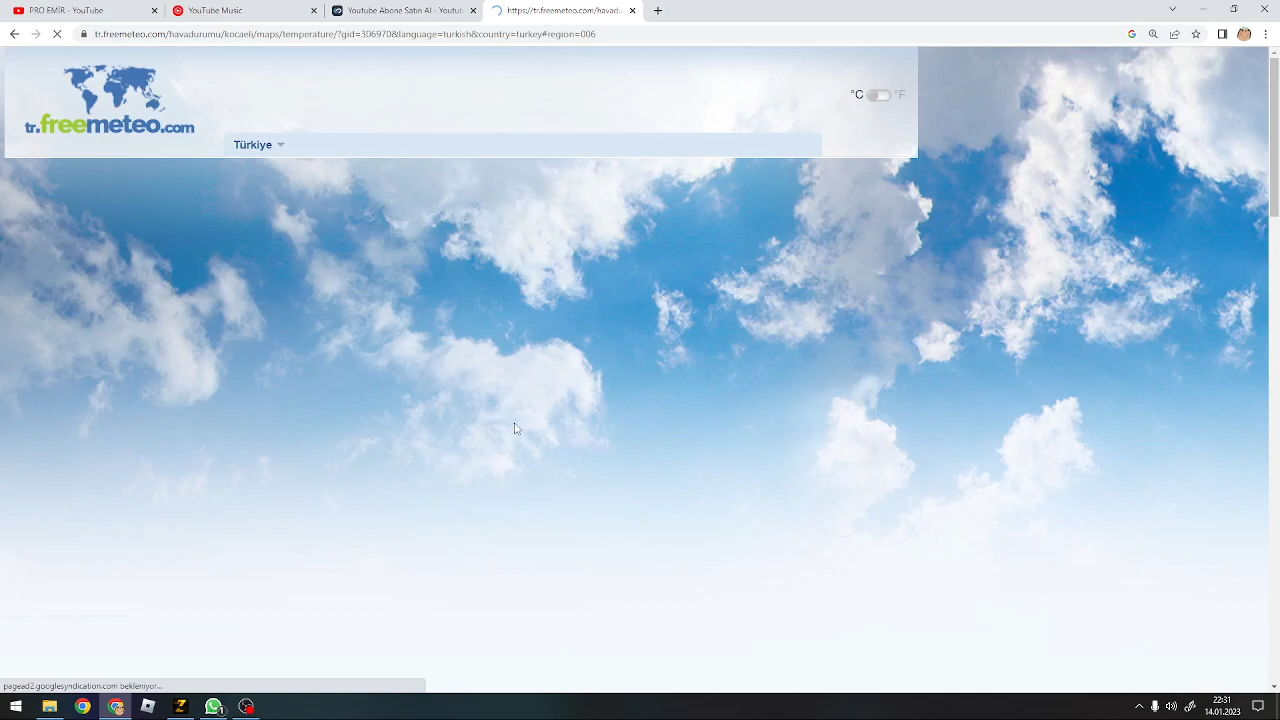 PRO EMİR - YouTube
YouTube Music
Youtube Abone Satın Al - Youtub
https://tr.freemeteo.com/havadu
tr.freemeteo.com/havadurumu/kocaeli/maps/temperature/?gid=306970&language=turkish&country=turkey#region=006
tr.freemeteo.com
°C °F
Türkiye
pagead2.googlesyndication.com bekleniyor...
1
22:31
14.01.2023